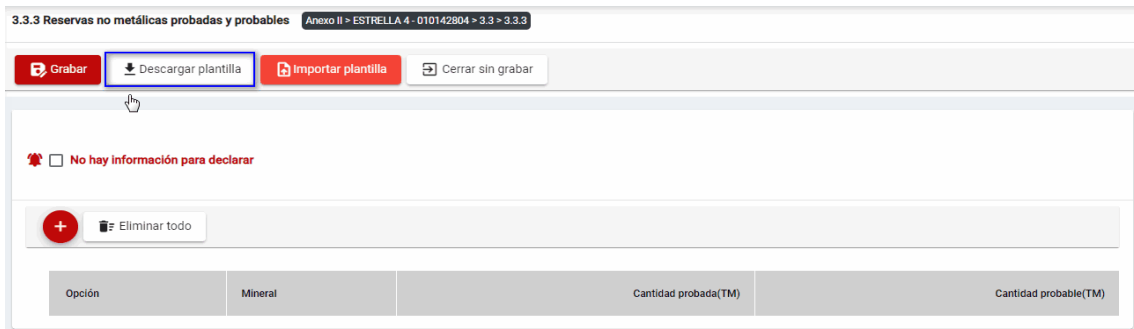 3.3.3 Reservas no metálicas probadas y probables Anexo II > ESTRELLA 4 - 010142804 > 3.3 > 3.3.3
Grabar Descargar plantilla Importar plantilla Cerrar sin grabar
No hay información para declarar
+ Eliminar todo
Opción Mineral Cantidad probada(TM) Cantidad probable(TM)